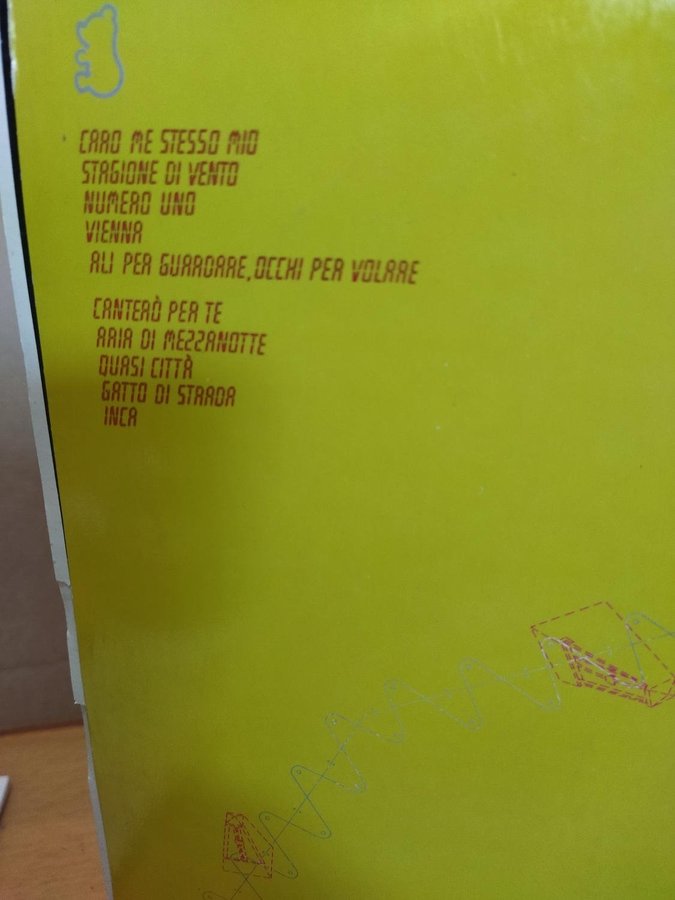 CARO ME STESSO MIO
STAGIONE DI VENTO
NUMERO UNO
VIENNA
ALI PER GUARDARE, OCCHI PER VOLARE
CANTERÒ PER TE
ARIA DI MEZZANOTTE
QUASI CITTÀ
GATTO DI STRADA
INCA